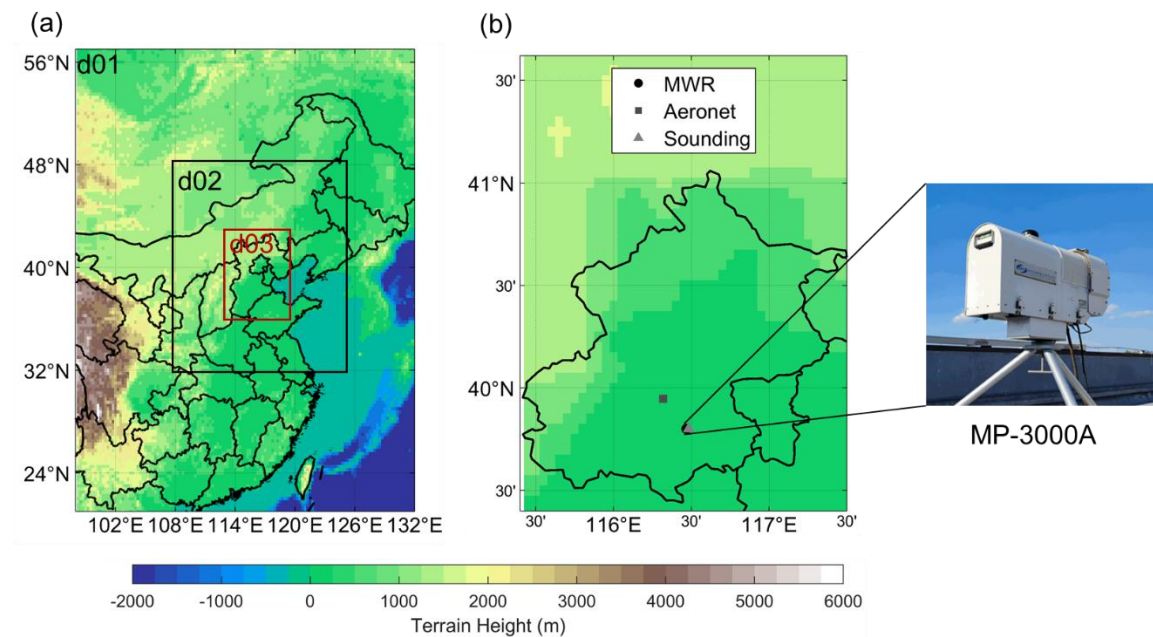 (a)
(b)
d01
d02
d03
56°N
48°N
40°N
32°N
24°N
102°E 108°E 114°E 120°E 126°E 132°E
MWR
Aeronet
Sounding
30'
41°N
30'
40°N
30'
30' 116°E 30' 117°E 30'
MP-3000A
-2000 -1000 0 1000 2000 3000 4000 5000 6000
Terrain Height (m)